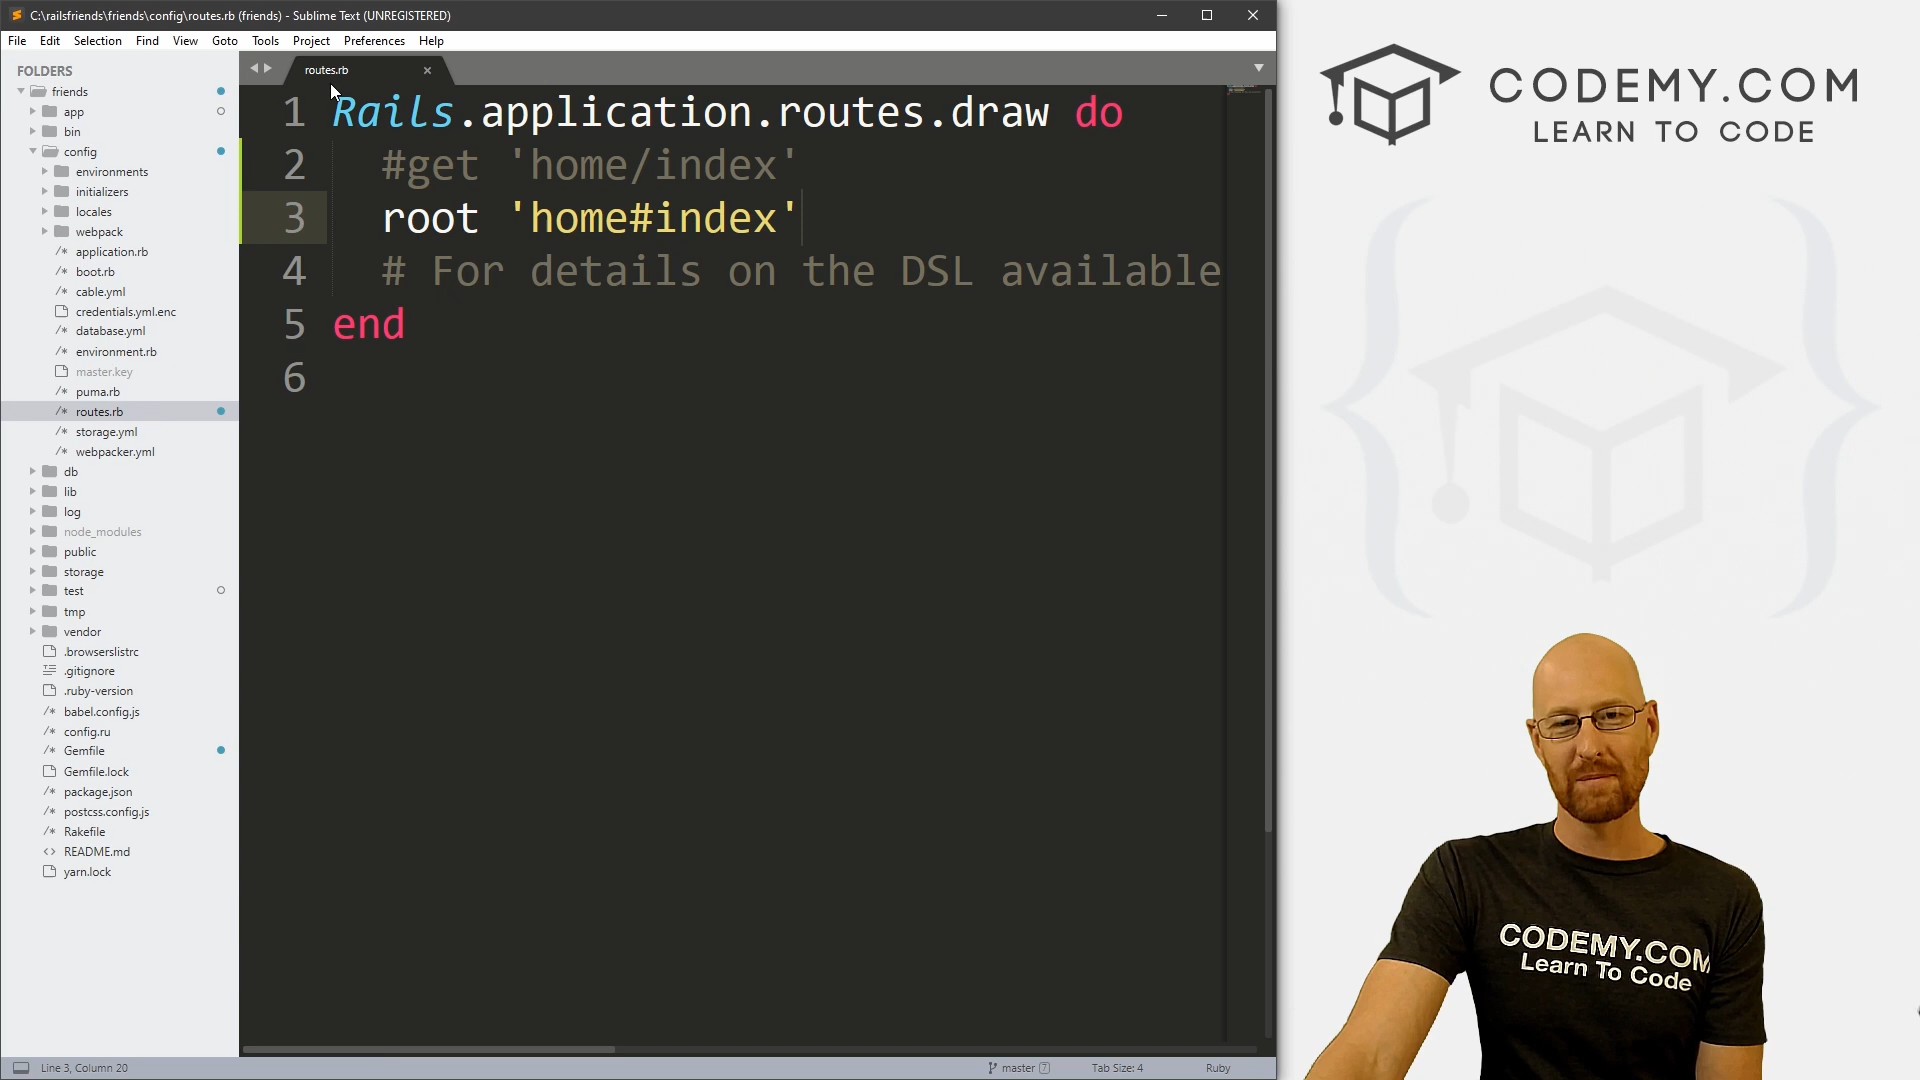 C:\railsfriends\friends\config\routes.rb (friends) - Sublime Text (UNREGISTERED)
File Edit Selection Find View Goto Tools Project Preferences Help
FOLDERS
friends
app
bin
config
environments
initializers
locales
webpack
/* application.rb
/* boot.rb
/* cable.yml
credentials.yml.enc
/* database.yml
/* environment.rb
master.key
/* puma.rb
/* routes.rb
/* storage.yml
/* webpacker.yml
db
lib
log
node_modules
public
storage
test
tmp
vendor
.browserslistrc
.gitignore
.ruby-version
/* babel.config.js
/* config.ru
/* Gemfile
Gemfile.lock
/* package.json
/* postcss.config.js
/* Rakefile
<> README.md
yarn.lock
routes.rb
1 Rails.application.routes.draw do
2 #get 'home/index'
3 root 'home#index'
4 # For details on the DSL available
5 end
6
Line 3, Column 20
master 7
Tab Size: 4
Ruby
CODEMY.COM
LEARN TO CODE
CODEMY.COM
Learn To Code